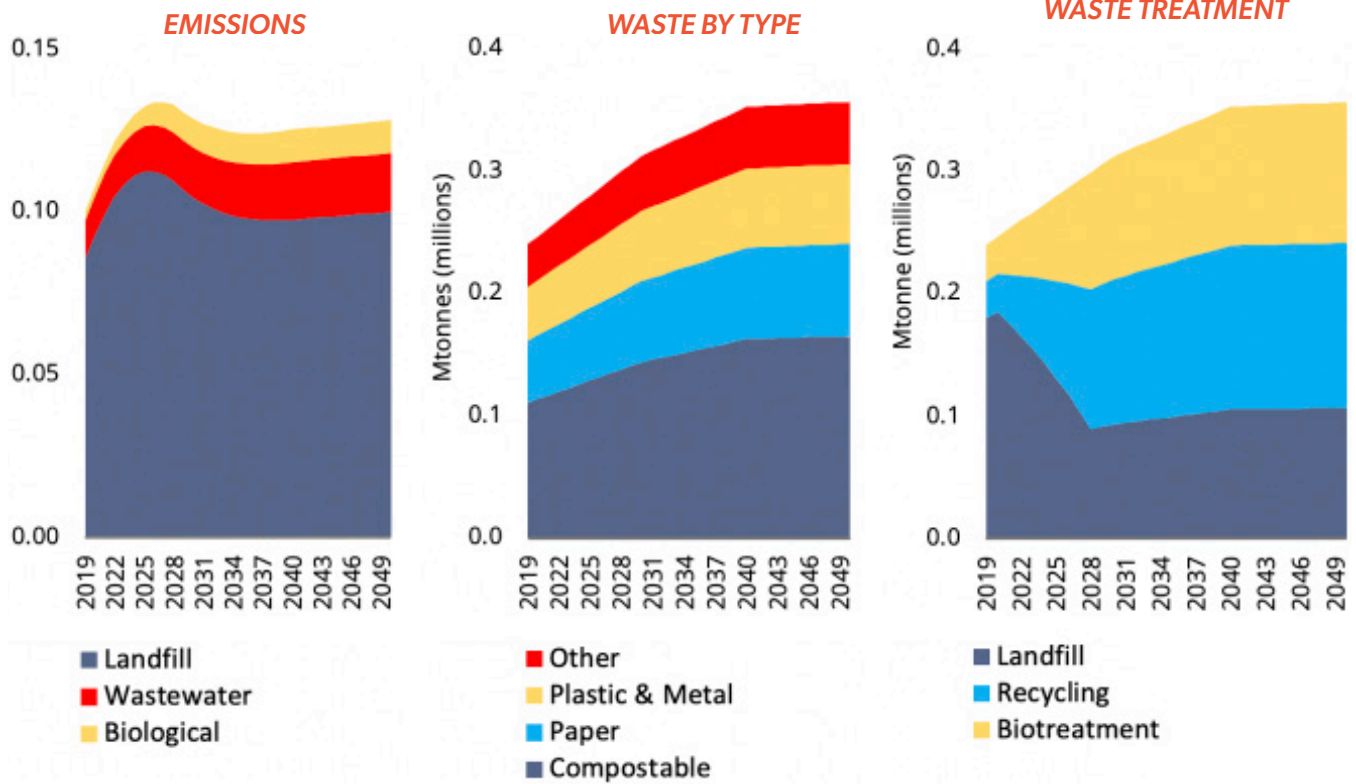 EMISSIONS
0.15
0.10
0.05
0.00
2019 2022 2025 2028 2031 2034 2037 2040 2043 2046 2049
Landfill
Wastewater
Biological
WASTE BY TYPE
Mtonnes (millions)
0.4
0.3
0.2
0.1
0.0
2019 2022 2025 2028 2031 2034 2037 2040 2043 2046 2049
Other
Plastic & Metal
Paper
Compostable
WASTE TREATMENT
Mtonne (millions)
0.4
0.3
0.2
0.1
0.0
2019 2022 2025 2028 2031 2034 2037 2040 2043 2046 2049
Landfill
Recycling
Biotreatment